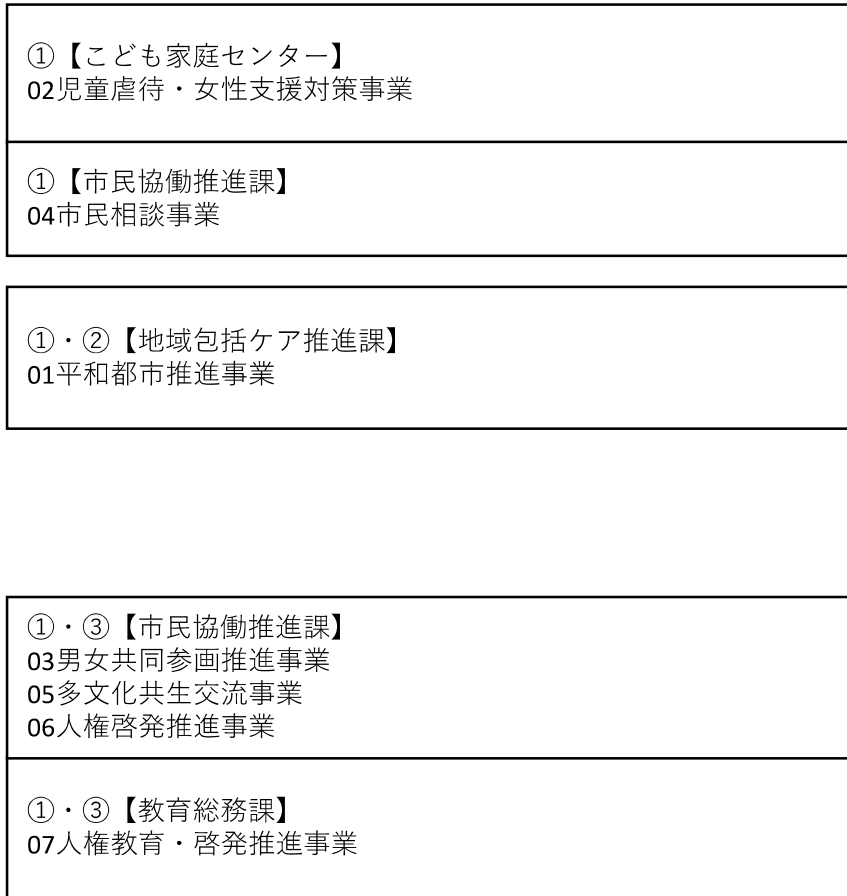 ①【こども家庭センター】
02児童虐待・女性支援対策事業
①【市民協働推進課】
04市民相談事業
①・②【地域包括ケア推進課】
01平和都市推進事業
①・③【市民協働推進課】
03男女共同参画推進事業
05多文化共生交流事業
06人権啓発推進事業
①・③【教育総務課】
07人権教育・啓発推進事業